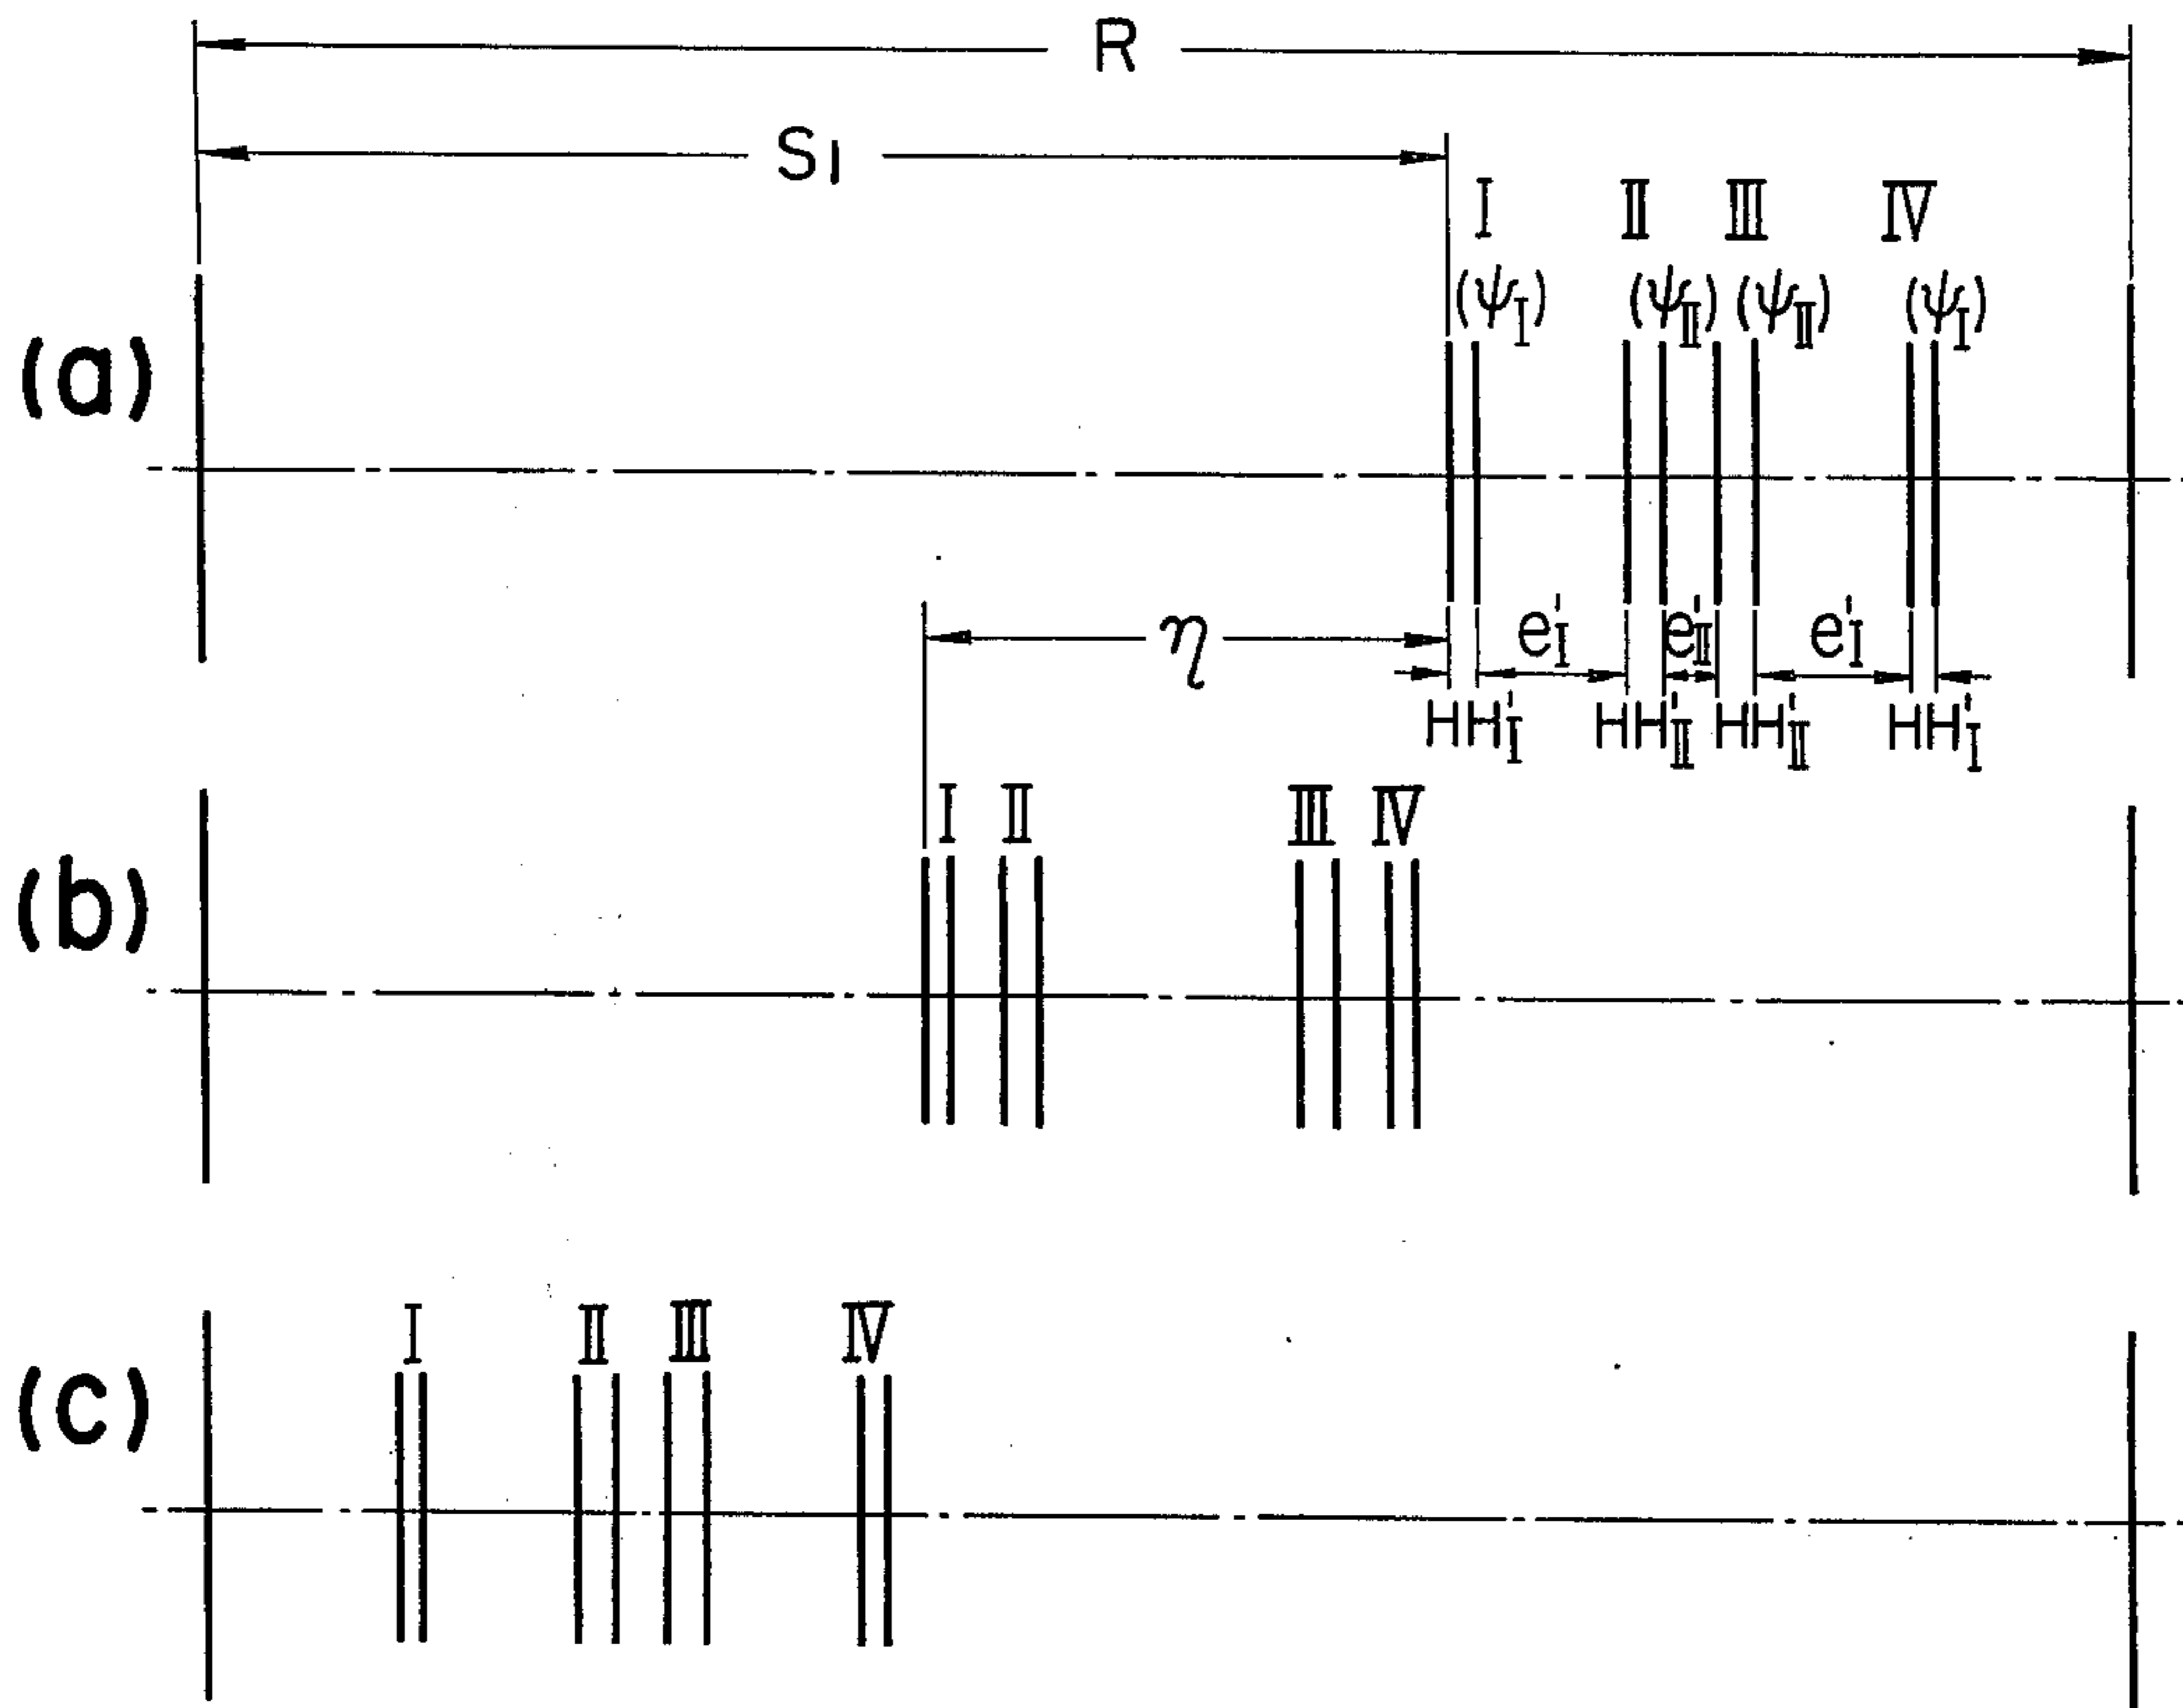 R
S1
I II III IV
(ψI) (ψII) (ψII) (ψI)
(a)
η e'I e'II e'I
HH'I HH'II HH'II HH'I
I II III IV
(b)
I II III IV
(c)